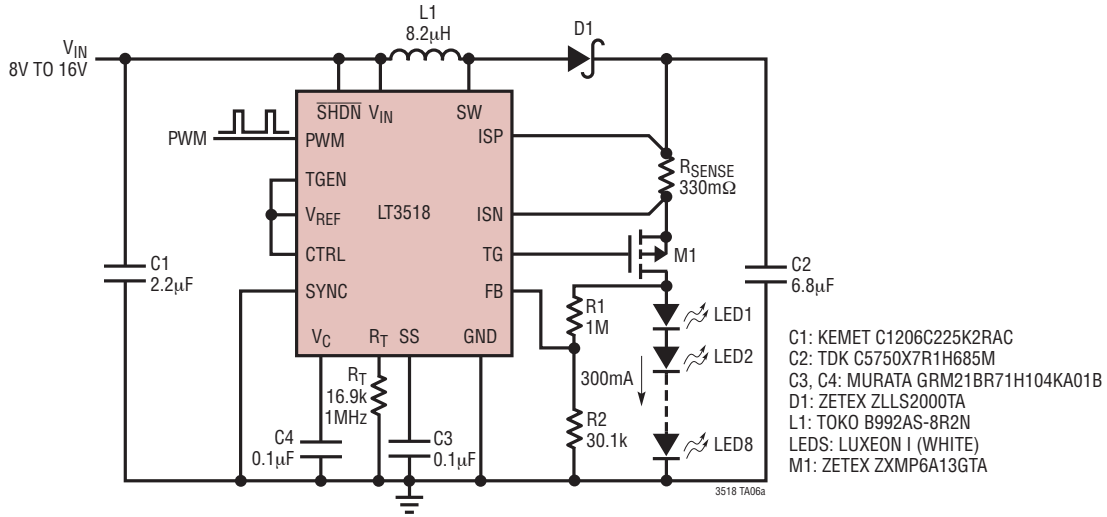 L1
8.2µH
D1
VIN
8V TO 16V
SHDN VIN SW
PWM
PWM
ISP
TGEN
RSENSE
330mΩ
VREF
LT3518
ISN
CTRL
TG
M1
C1
2.2µF
C2
6.8µF
SYNC
FB
R1
1M
LED1
VC RT SS GND
LED2
RT
16.9k
1MHz
300mA
C4
0.1µF
C3
0.1µF
R2
30.1k
LED8
3518 TA06a
C1: KEMET C1206C225K2RAC
C2: TDK C5750X7R1H685M
C3, C4: MURATA GRM21BR71H104KA01B
D1: ZETEX ZLLS2000TA
L1: TOKO B992AS-8R2N
LEDS: LUXEON I (WHITE)
M1: ZETEX ZXMP6A13GTA